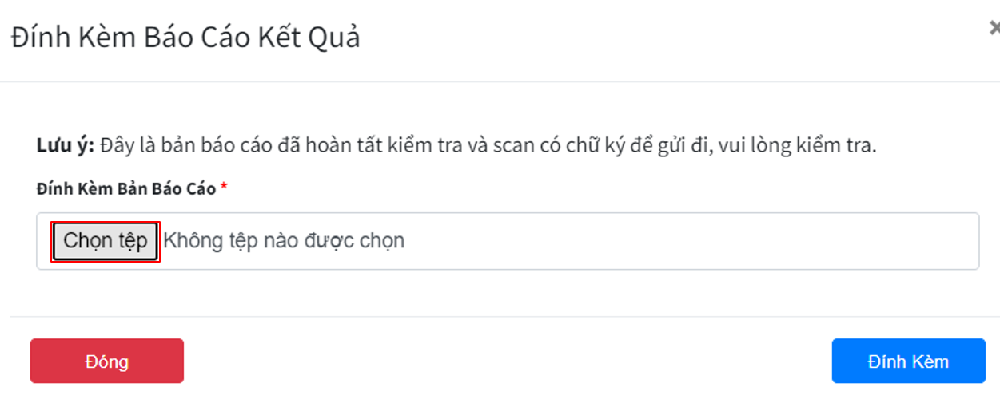 Đính Kèm Báo Cáo Kết Quả
×
Lưu ý: Đây là bản báo cáo đã hoàn tất kiểm tra và scan có chữ ký để gửi đi, vui lòng kiểm tra.
Đính Kèm Bản Báo Cáo *
Chọn tệp Không tệp nào được chọn
Đóng
Đính Kèm